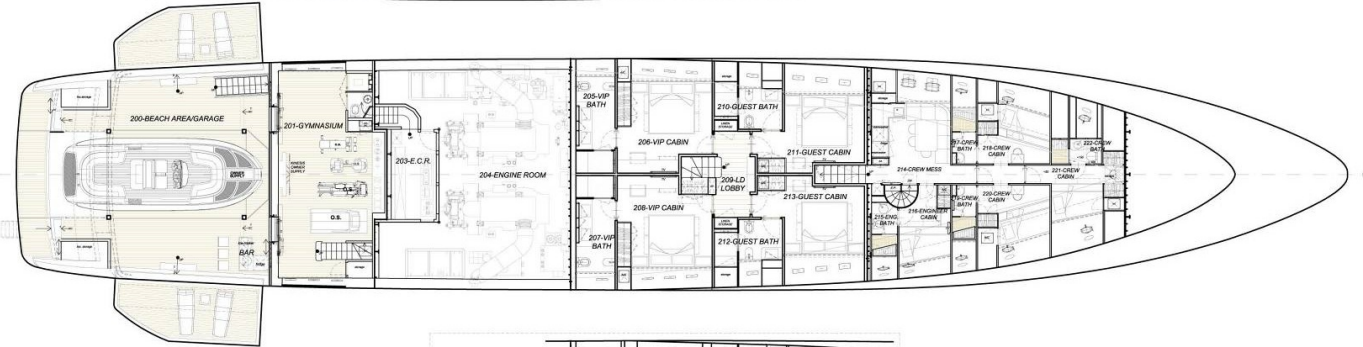 200-BEACH AREA/GARAGE
BAR
201-GYMNASIUM
O.S.
O.S.
203-E.C.R.
204-ENGINE ROOM
205-VIP
BATH
206-VIP CABIN
207-VIP
BATH
208-VIP CABIN
209-LD
LOBBY
210-GUEST BATH
211-GUEST CABIN
212-GUEST BATH
213-GUEST CABIN
214-CREW MESS
215-ENG.
BATH
216-ENGINEER
CABIN
BATH
218-CREW
CABIN
BATH
220-CREW
CABIN
221-CREW
CABIN
222-CREW
BATH